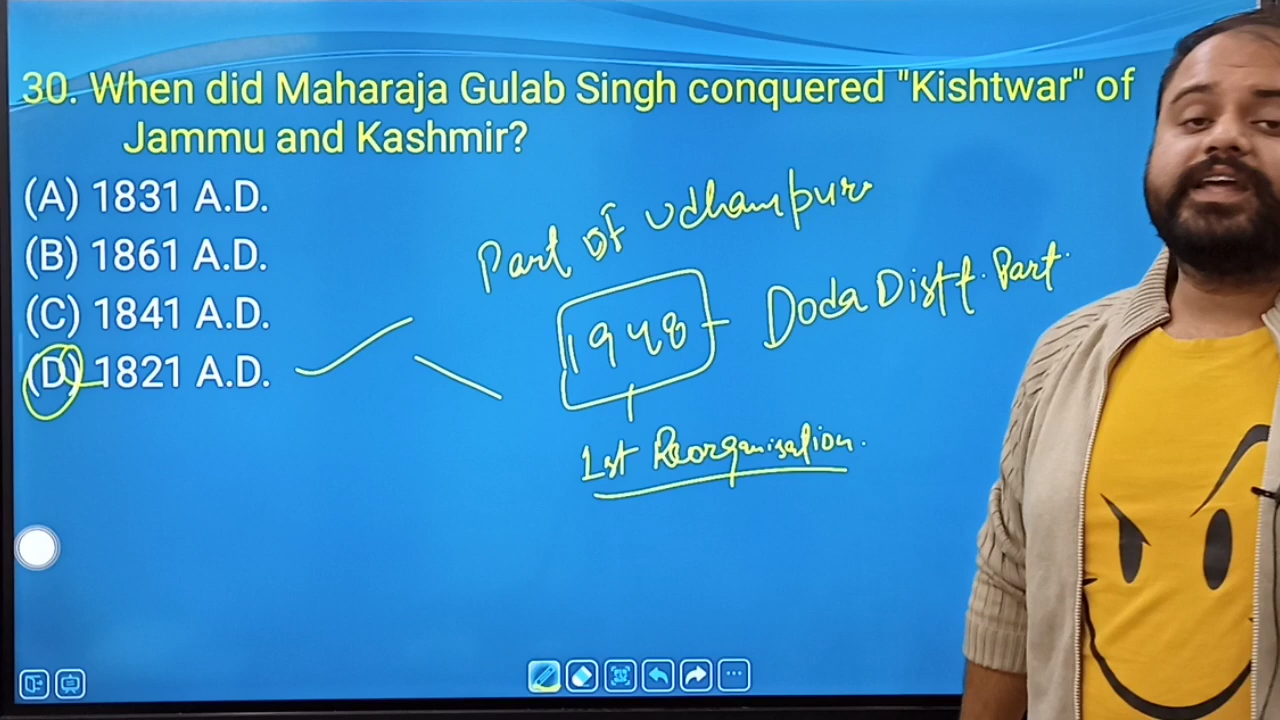 30. When did Maharaja Gulab Singh conquered "Kishtwar" of
Jammu and Kashmir?
(A) 1831 A.D.
(B) 1861 A.D.
(C) 1841 A.D.
(D) 1821 A.D.
Part of Udhampur
1948 - Doda Distt. Part.
1st Reorganisation.